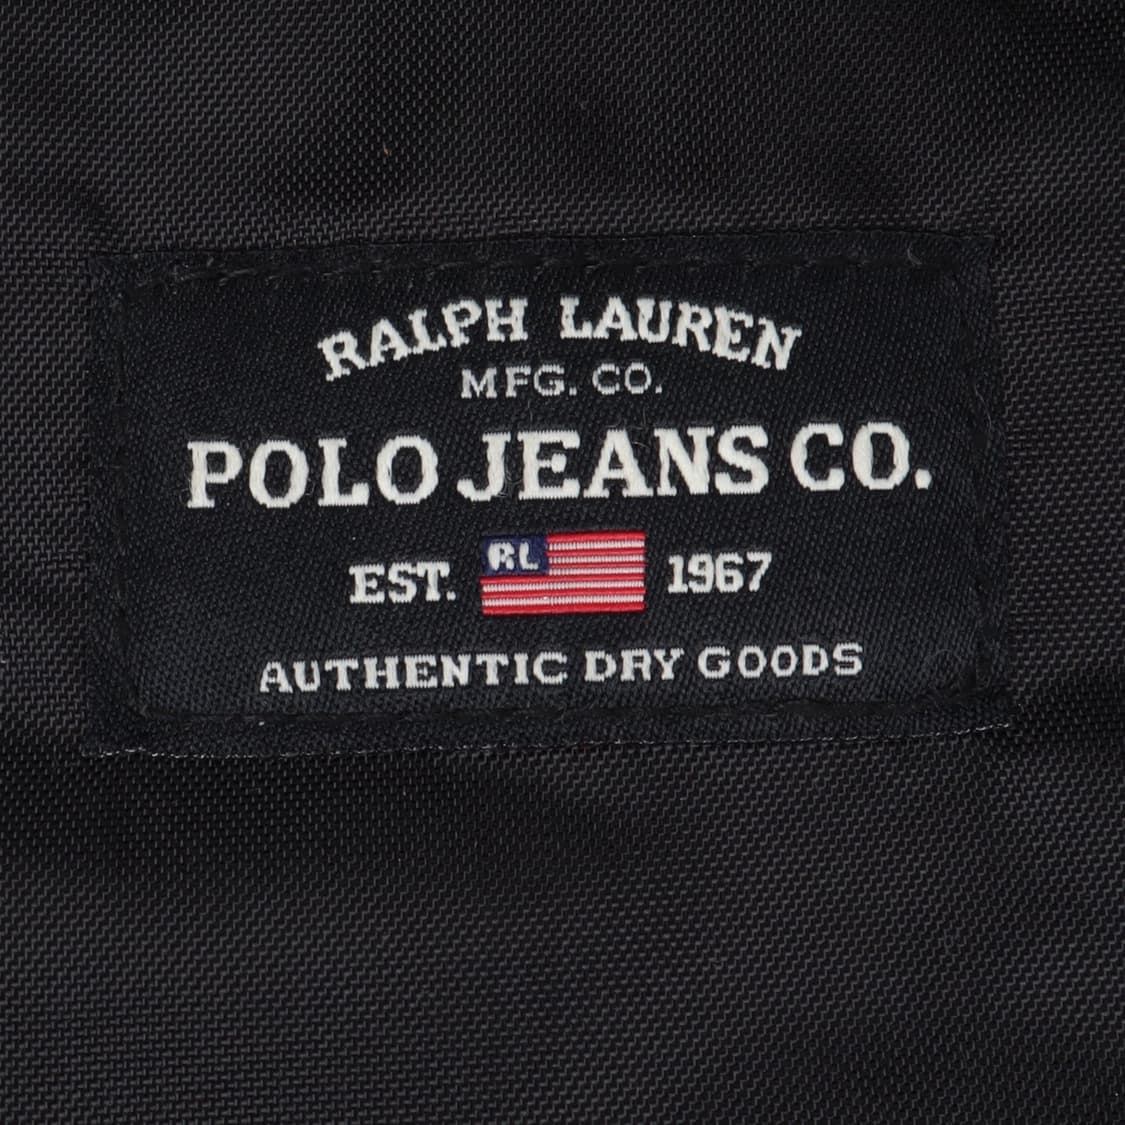 RALPH LAUREN
MFG. CO.
POLO JEANS CO.
EST. RL 1967
AUTHENTIC DRY GOODS